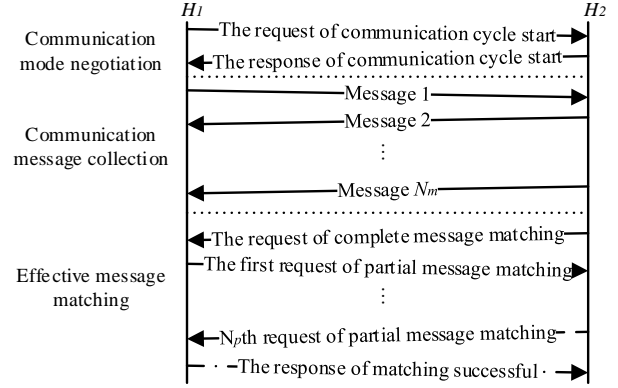 H1 H2
Communication
mode negotiation
The request of communication cycle start
The response of communication cycle start
Communication
message collection
Message 1
Message 2
⋮
Message Nm
Effective message
matching
The request of complete message matching
The first request of partial message matching
⋮
Npth request of partial message matching
The response of matching successful